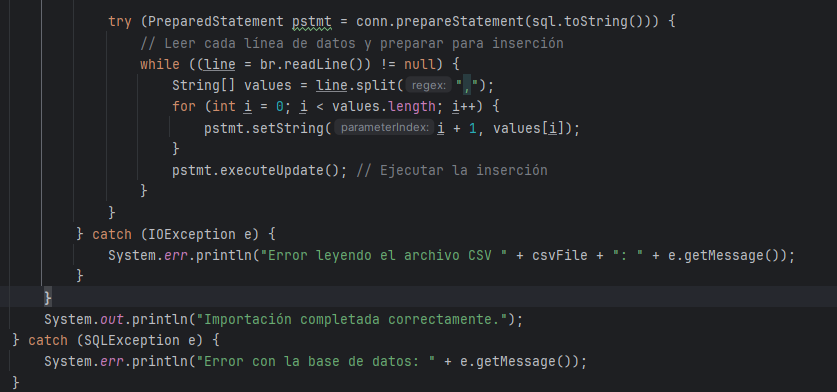 try (PreparedStatement pstmt = conn.prepareStatement(sql.toString())) {
// Leer cada línea de datos y preparar para inserción
while ((line = br.readLine()) != null) {
String[] values = line.split( regex: ",");
for (int i = 0; i < values.length; i++) {
pstmt.setString( parameterIndex: i + 1, values[i]);
}
pstmt.executeUpdate(); // Ejecutar la inserción
}
}
} catch (IOException e) {
System.err.println("Error leyendo el archivo CSV " + csvFile + ": " + e.getMessage());
}
}
System.out.println("Importación completada correctamente.");
} catch (SQLException e) {
System.err.println("Error con la base de datos: " + e.getMessage());
}